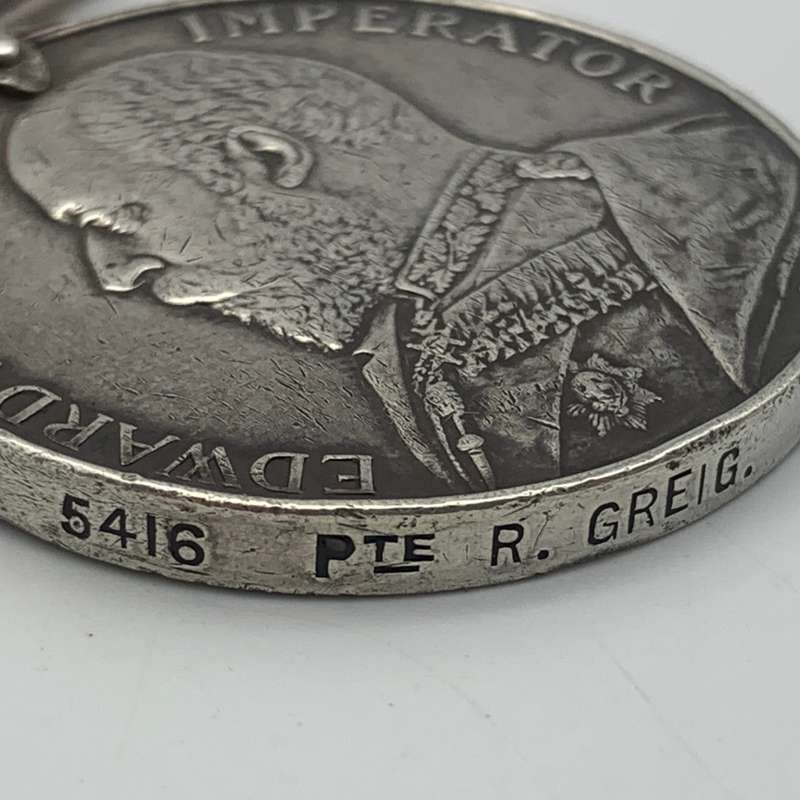 EDWARD
IMPERATOR
5416 PTE R. GREIG.